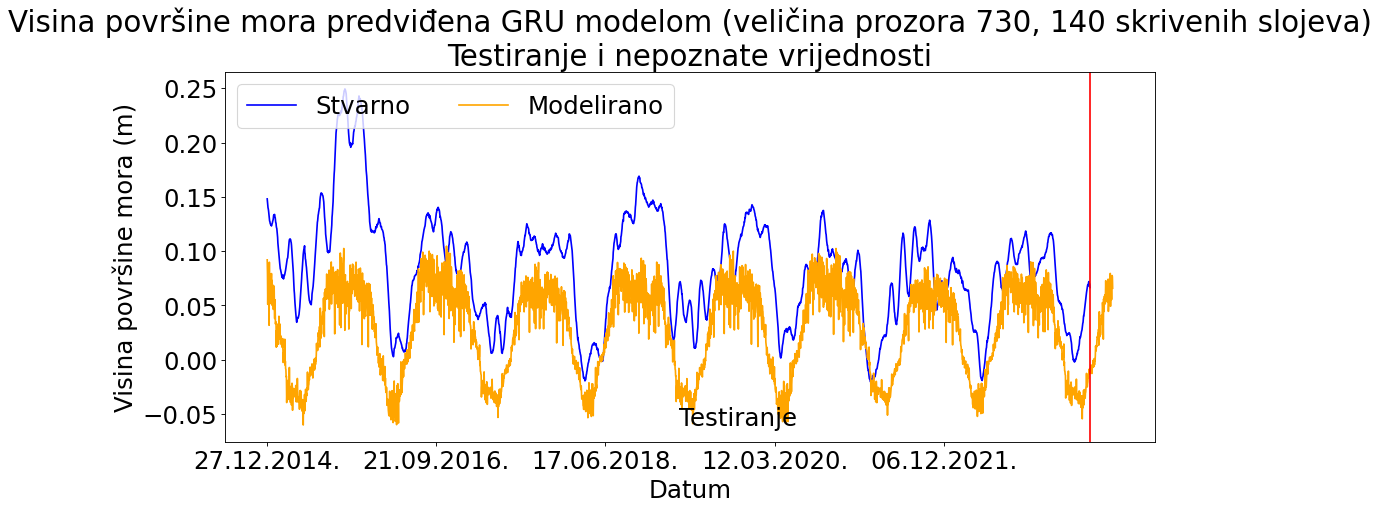 Visina površine mora predviđena GRU modelom (veličina prozora 730, 140 skrivenih slojeva)
Testiranje i nepoznate vrijednosti
Stvarno Modelirano
Visina površine mora (m)
0.25
0.20
0.15
0.10
0.05
0.00
−0.05
Testiranje
27.12.2014. 21.09.2016. 17.06.2018. 12.03.2020. 06.12.2021.
Datum